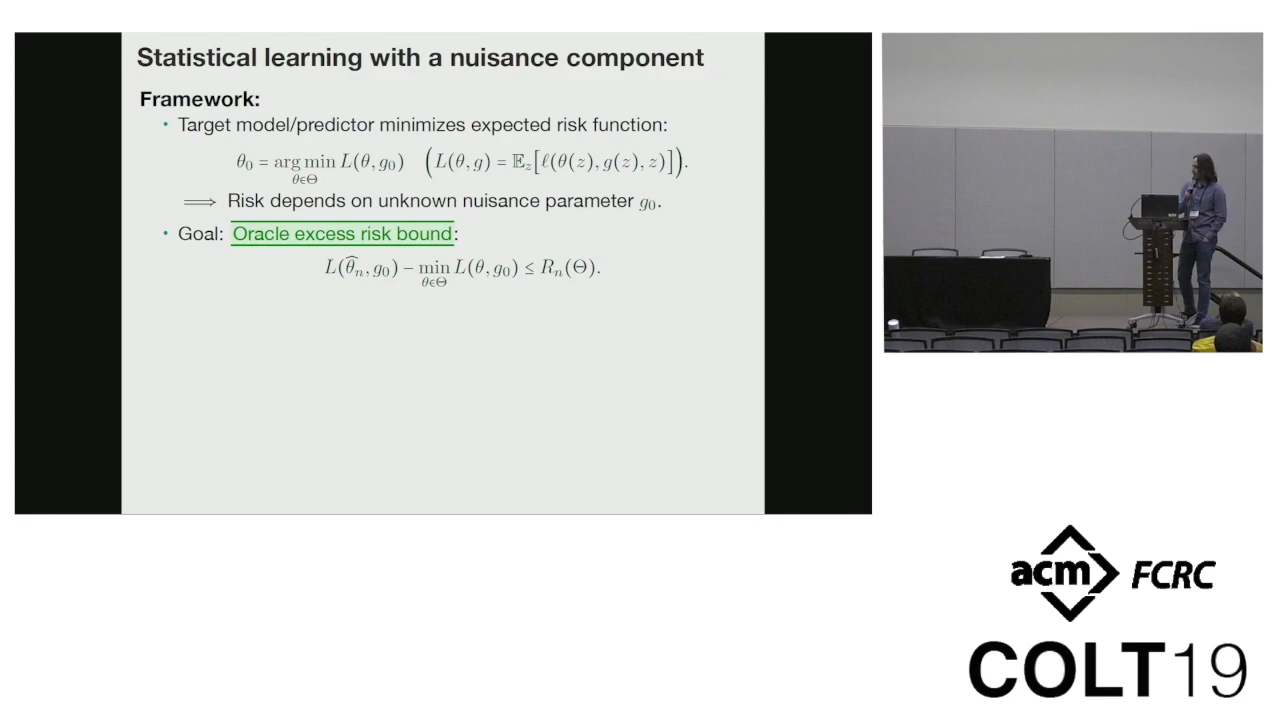 Statistical learning with a nuisance component
Framework:
• Target model/predictor minimizes expected risk function:
θ₀ = arg min L(θ, g₀) (L(θ, g) = 𝔼_z[ℓ(θ(z), g(z), z)]).
θ∈Θ
⟹ Risk depends on unknown nuisance parameter g₀.
• Goal: Oracle excess risk bound:
L(θ̂ₙ, g₀) − min L(θ, g₀) ≤ Rₙ(Θ).
θ∈Θ
acm FCRC
COLT19